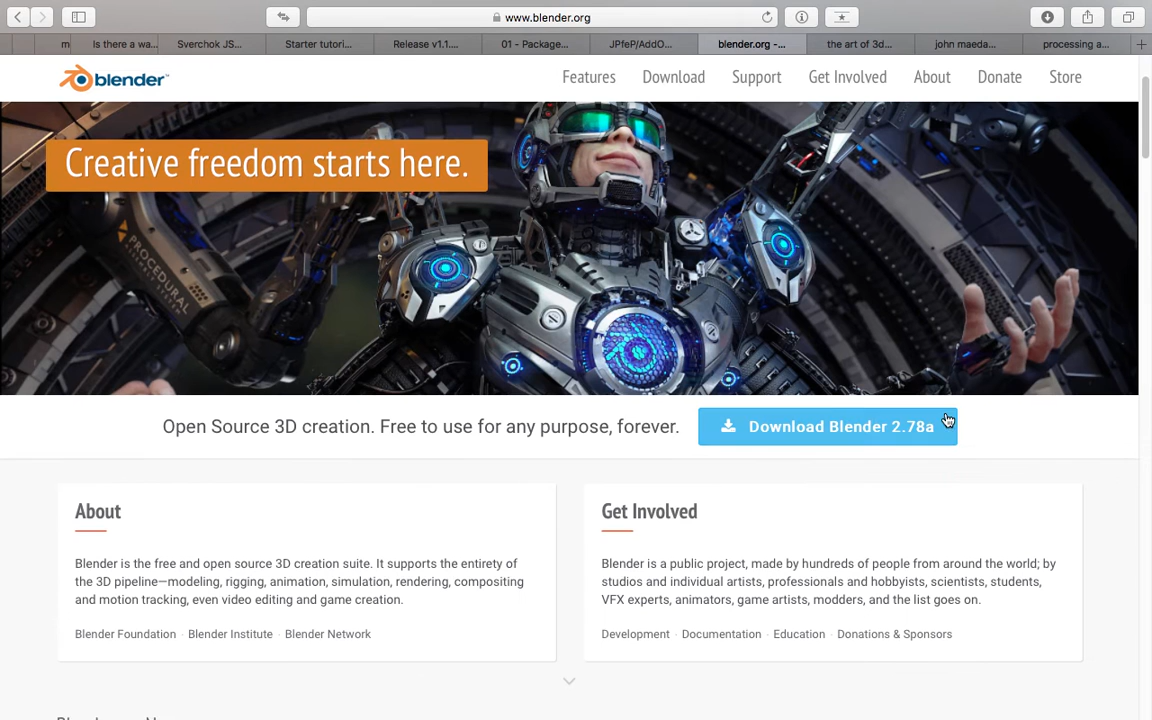 www.blender.org
m
Is there a wa...
Sverchok JS...
Starter tutori...
Release v1.1....
01 - Package...
JPfeP/AddO...
blender.org -...
the art of 3d...
john maeda...
processing a...
blender
Features
Download
Support
Get Involved
About
Donate
Store
Creative freedom starts here.
PROCEDURAL
Open Source 3D creation. Free to use for any purpose, forever.
Download Blender 2.78a
About
Blender is the free and open source 3D creation suite. It supports the entirety of
the 3D pipeline—modeling, rigging, animation, simulation, rendering, compositing
and motion tracking, even video editing and game creation.
Blender Foundation · Blender Institute · Blender Network
Get Involved
Blender is a public project, made by hundreds of people from around the world; by
studios and individual artists, professionals and hobbyists, scientists, students,
VFX experts, animators, game artists, modders, and the list goes on.
Development · Documentation · Education · Donations & Sponsors